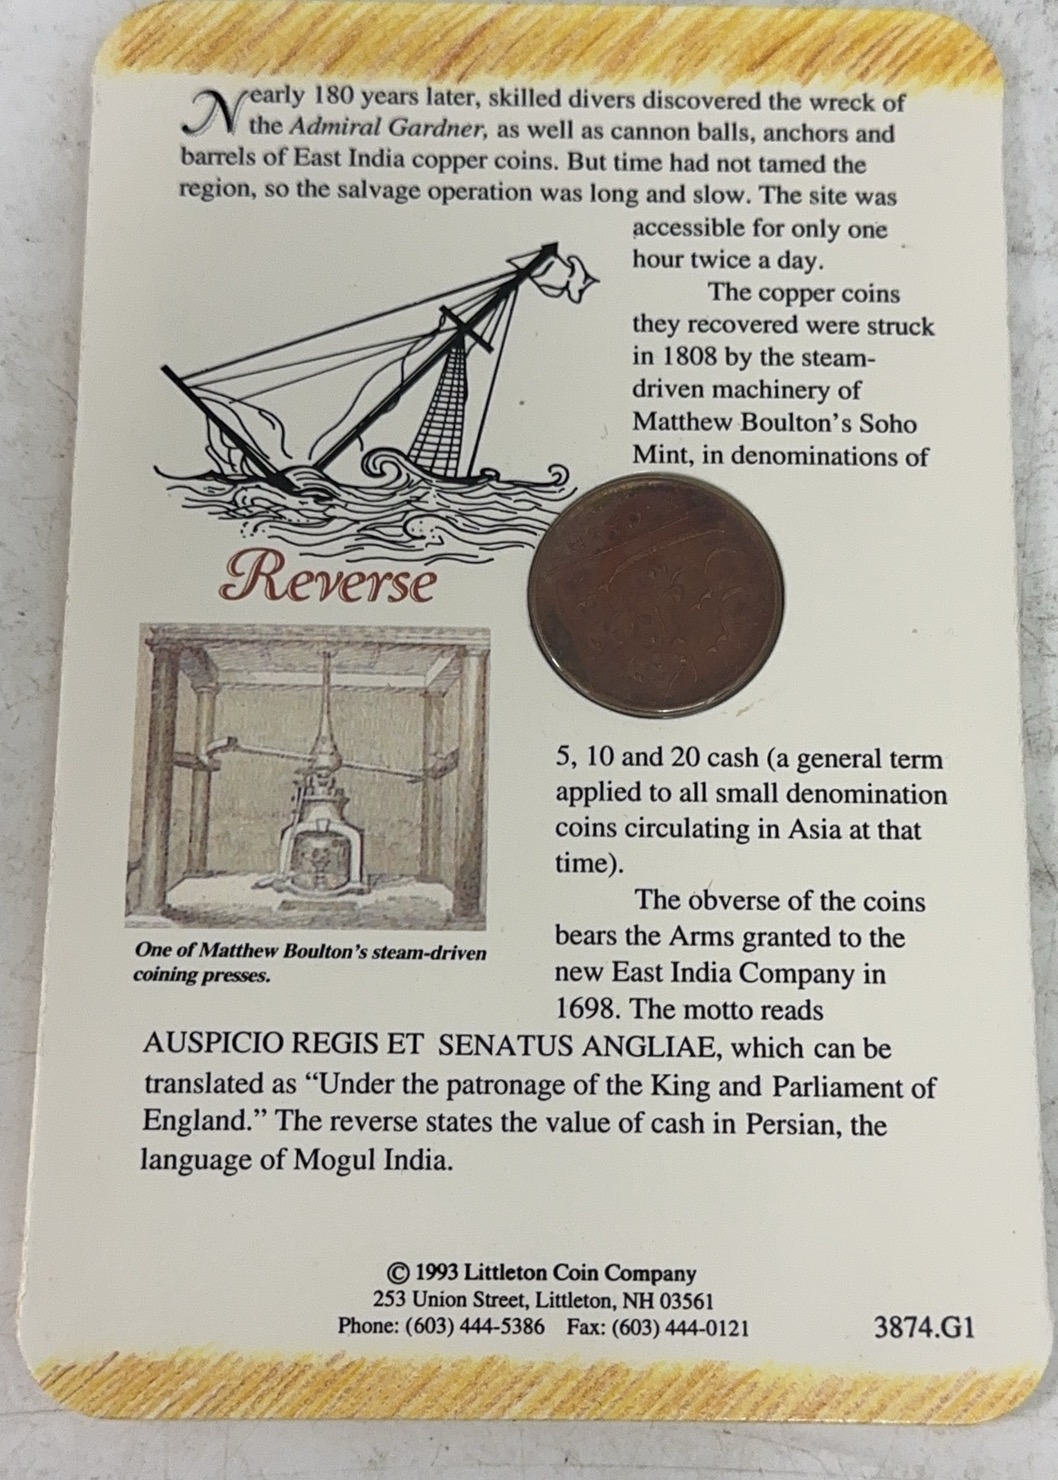 Nearly 180 years later, skilled divers discovered the wreck of
the Admiral Gardner, as well as cannon balls, anchors and
barrels of East India copper coins. But time had not tamed the
region, so the salvage operation was long and slow. The site was
accessible for only one
hour twice a day.
The copper coins
they recovered were struck
in 1808 by the steam-
driven machinery of
Matthew Boulton's Soho
Mint, in denominations of
Reverse
One of Matthew Boulton's steam-driven
coining presses.
5, 10 and 20 cash (a general term
applied to all small denomination
coins circulating in Asia at that
time).
The obverse of the coins
bears the Arms granted to the
new East India Company in
1698. The motto reads
AUSPICIO REGIS ET SENATUS ANGLIAE, which can be
translated as “Under the patronage of the King and Parliament of
England.” The reverse states the value of cash in Persian, the
language of Mogul India.
© 1993 Littleton Coin Company
253 Union Street, Littleton, NH 03561
Phone: (603) 444-5386 Fax: (603) 444-0121
3874.G1